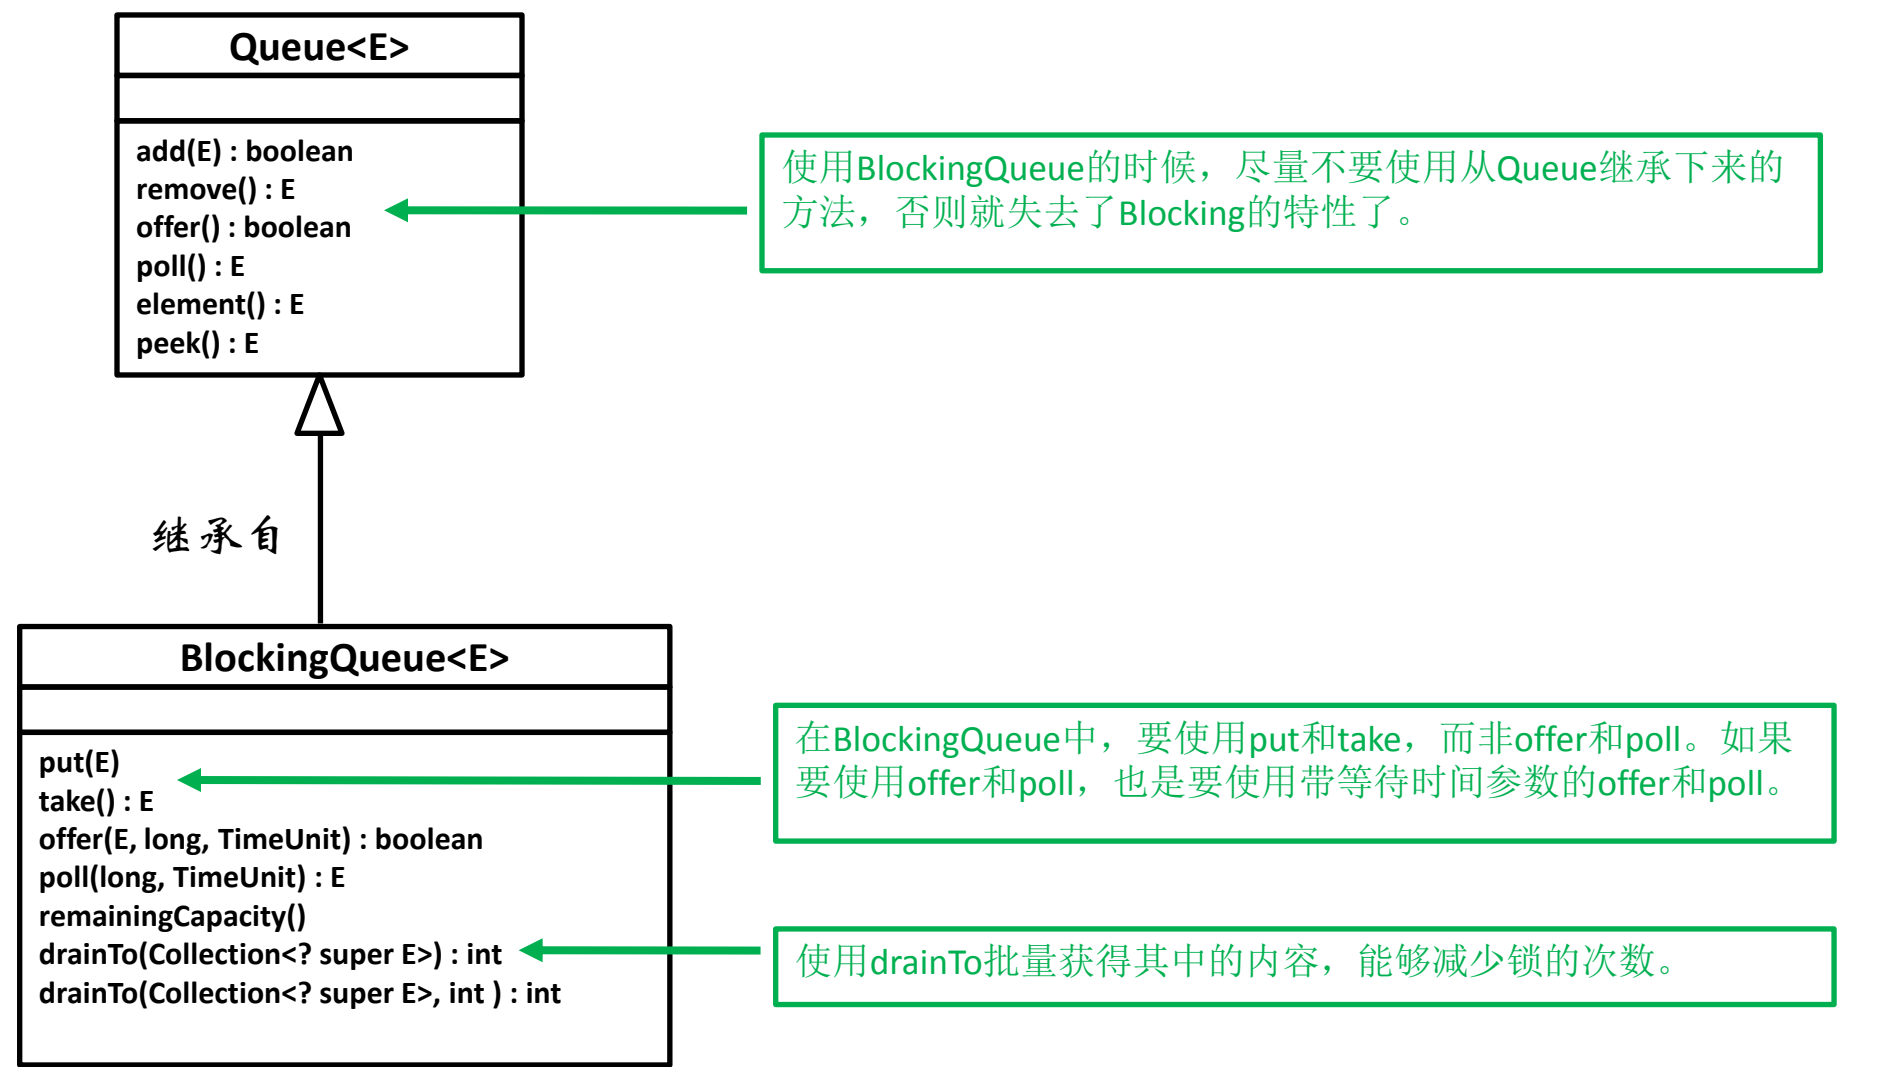 Queue<E>
add(E) : boolean
remove() : E
offer() : boolean
poll() : E
element() : E
peek() : E
使用BlockingQueue的时候，尽量不要使用从Queue继承下来的
方法，否则就失去了Blocking的特性了。
继承自
BlockingQueue<E>
put(E)
take() : E
offer(E, long, TimeUnit) : boolean
poll(long, TimeUnit) : E
remainingCapacity()
drainTo(Collection<? super E>) : int
drainTo(Collection<? super E>, int ) : int
在BlockingQueue中，要使用put和take，而非offer和poll。如果
要使用offer和poll，也是要使用带等待时间参数的offer和poll。
使用drainTo批量获得其中的内容，能够减少锁的次数。